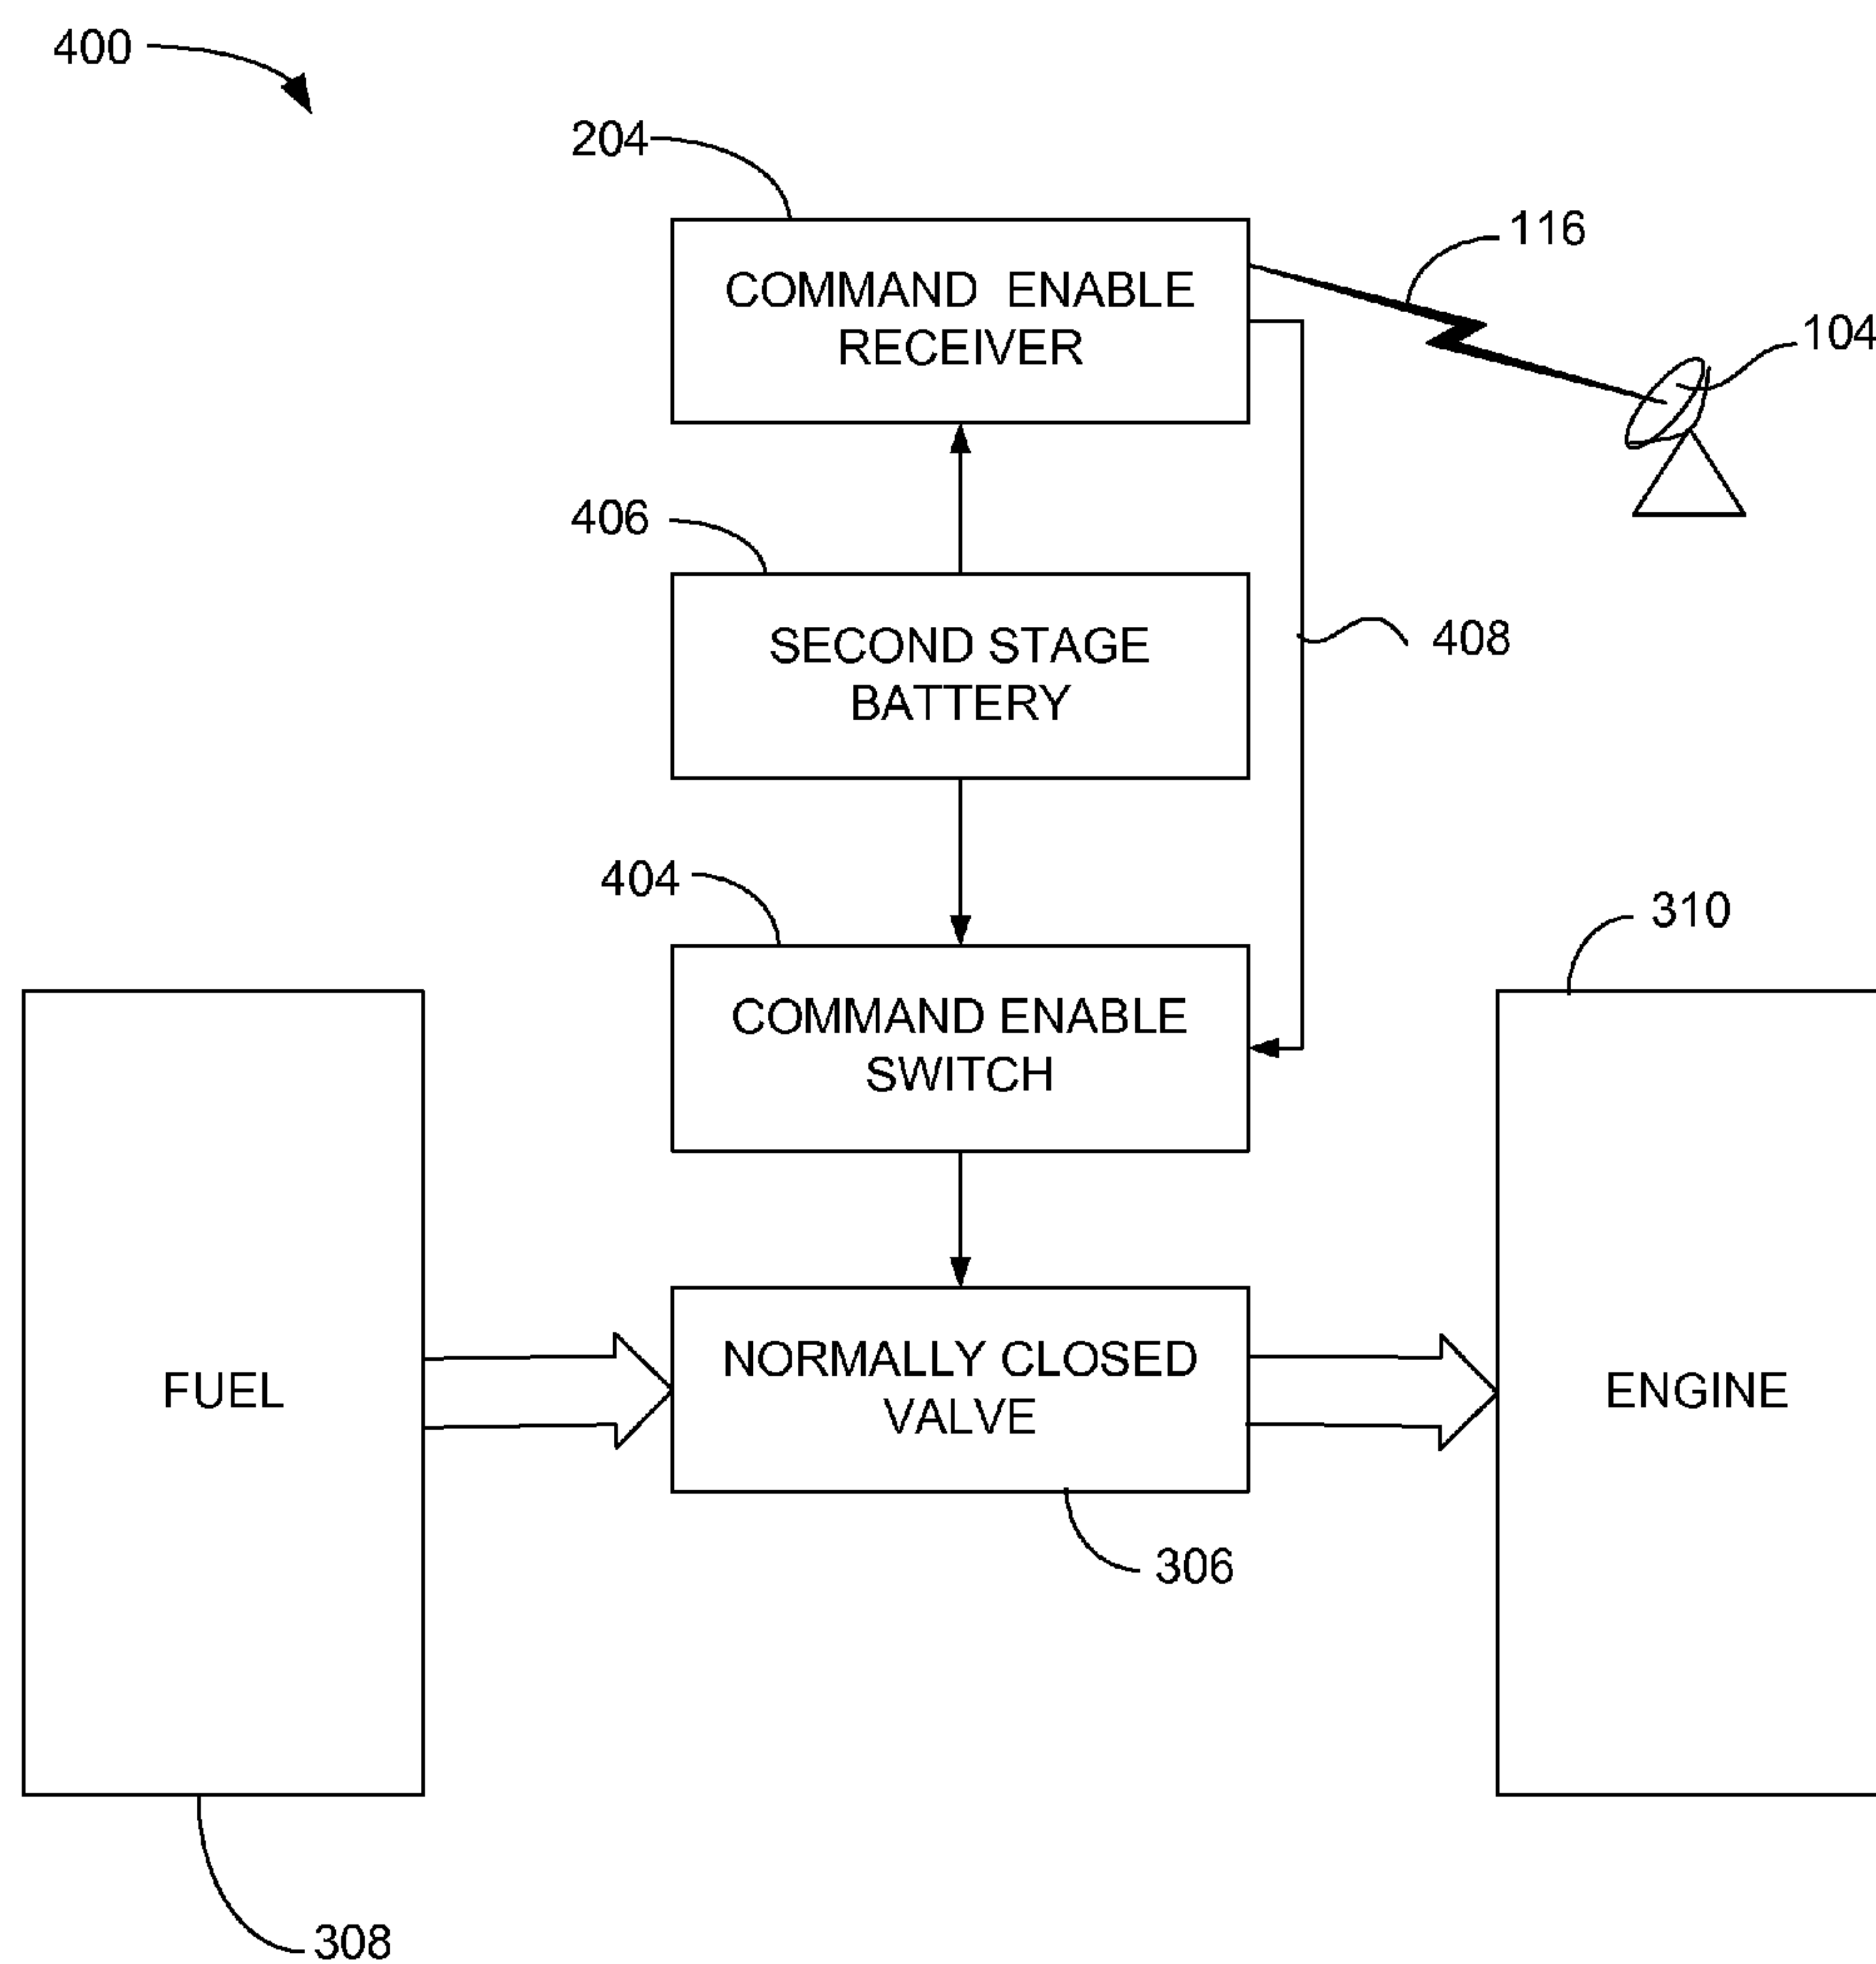 400
204
116
COMMAND ENABLE
RECEIVER
104
406
SECOND STAGE
BATTERY
408
404
310
COMMAND ENABLE
SWITCH
FUEL
NORMALLY CLOSED
VALVE
ENGINE
306
308